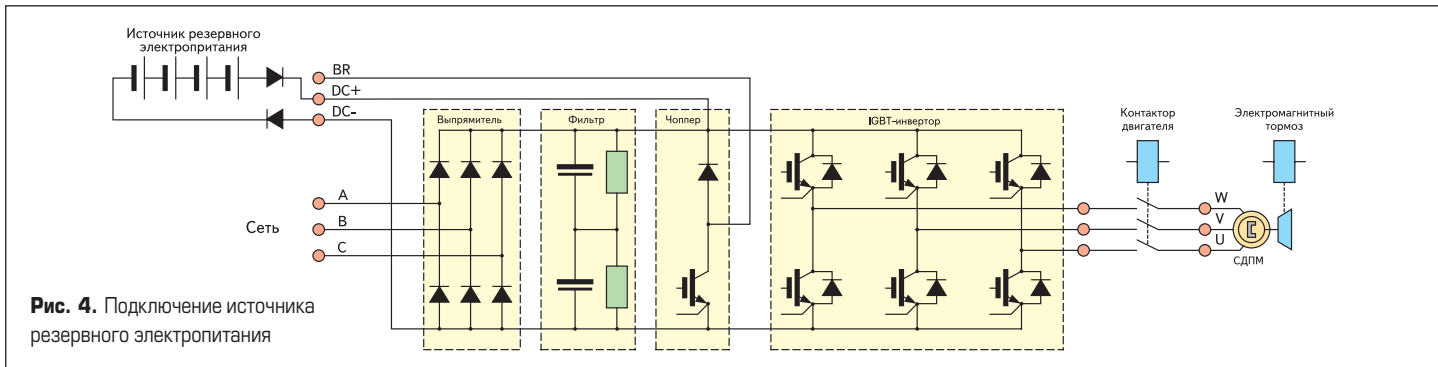 Источник резервного
электропритания
BR
DC+
DC-
Выпрямитель
Фильтр
Чоппер
IGBT-инвертор
Контактор
двигателя
Электромагнитный
тормоз
A
B
C
Сеть
W
V
U
СДПМ
Рис. 4. Подключение источника
резервного электропитания